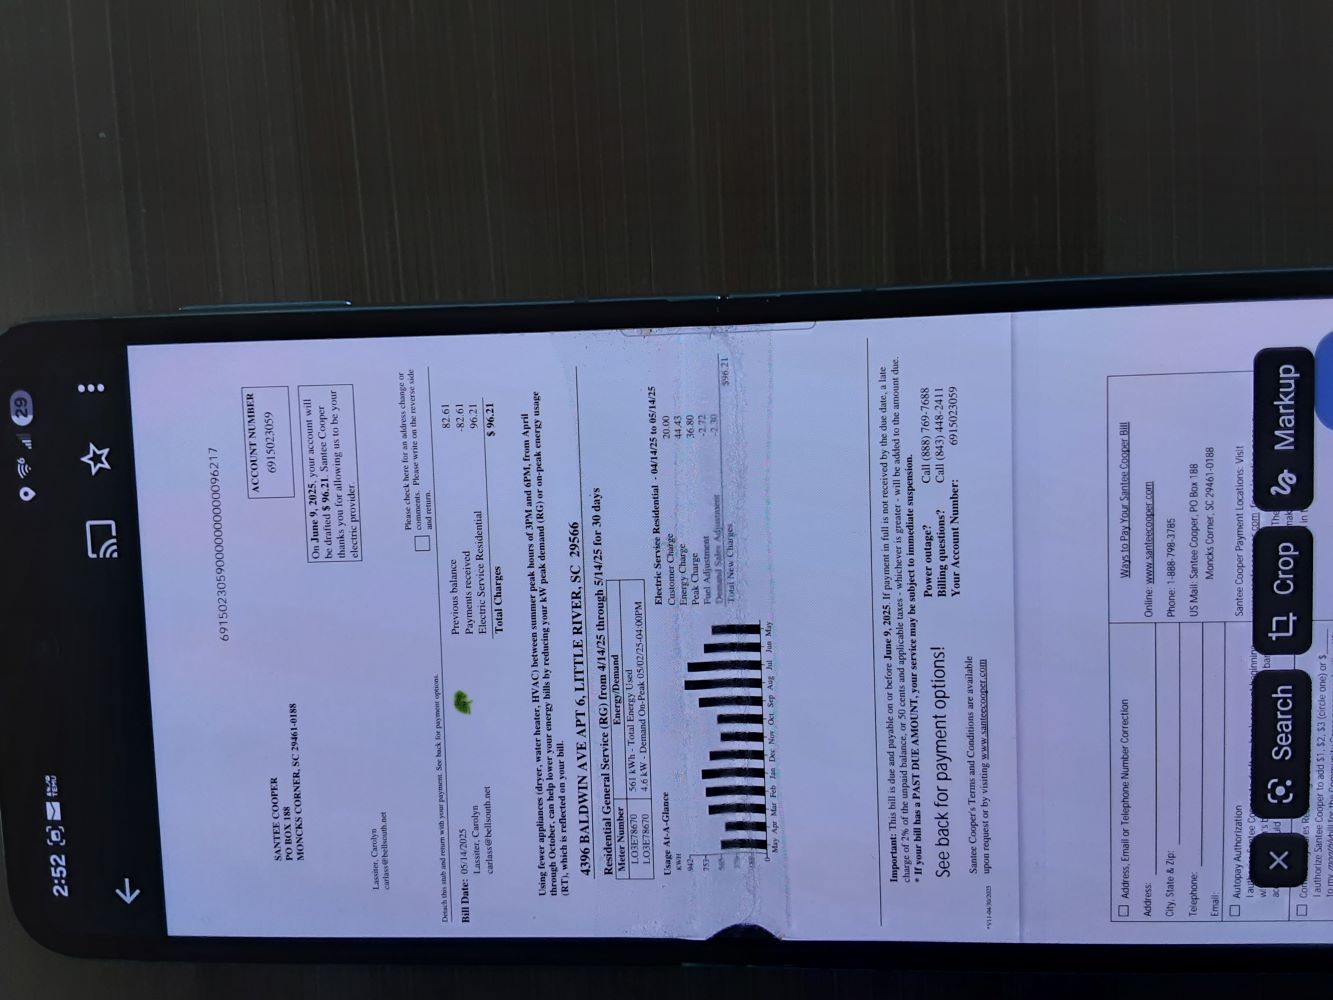 2:52
29
69150230590000000000096217
SANTEE COOPER
PO BOX 188
MONCKS CORNER, SC 29461-0188
ACCOUNT NUMBER
6915023059
On June 9, 2025, your account will
be drafted $ 96.21. Santee Cooper
thanks you for allowing us to be your
electric provider.
Lassiter, Carolyn
carlass@bellsouth.net
Please check here for an address change or
comments. Please write on the reverse side
and return.
Detach this stub and return with your payment. See back for payment options.
Bill Date: 05/14/2025
Lassiter, Carolyn
carlass@bellsouth.net
Previous balance 82.61
Payments received -82.61
Electric Service Residential 96.21
Total Charges $ 96.21
Using fewer appliances (dryer, water heater, HVAC) between summer peak hours of 3PM and 6PM, from April
through October, can help lower your energy bills by reducing your kW peak demand (RG) or on-peak energy usage
(RT), which is reflected on your bill.
4396 BALDWIN AVE APT 6, LITTLE RIVER, SC 29566
Residential General Service (RG) from 4/14/25 through 5/14/25 for 30 days
Meter Number Energy/Demand
LO3E78670 561 kWh - Total Energy Used
LO3E78670 4.6 kW - Demand On-Peak 05/02/25-04:00PM
Usage At-A-Glance
KWH
942
753
565
0
May Apr Mar Feb Jan Dec Nov Oct Sep Aug Jul Jun May
Electric Service Residential - 04/14/25 to 05/14/25
Customer Charge 20.00
Energy Charge 44.43
Peak Charge 36.80
Fuel Adjustment -2.72
Demand Sales Adjustment -2.30
Total New Charges $96.21
Important: This bill is due and payable on or before June 9, 2025. If payment in full is not received by the due date, a late
charge of 2% of the unpaid balance, or 50 cents and applicable taxes - whichever is greater - will be added to the amount due.
* If your bill has a PAST DUE AMOUNT, your service may be subject to immediate suspension.
See back for payment options!
Power outage? Call (888) 769-7688
Billing questions? Call (843) 448-2411
Your Account Number: 6915023059
Santee Cooper's Terms and Conditions are available
*V11-04/30/2025 upon request or by visiting www.santeecooper.com
Address, Email or Telephone Number Correction
Address:
City, State & Zip:
Telephone:
Email:
Ways to Pay Your Santee Cooper Bill
Online: www.santeecooper.com
Phone: 1-888-798-3785
US Mail: Santee Cooper, PO Box 188
Moncks Corner, SC 29461-0188
Santee Cooper Payment Locations: Visit
Autopay Authorization
Search
Crop
Markup
I authorize Santee Cooper to add $1, $2, $3 (circle one) or $